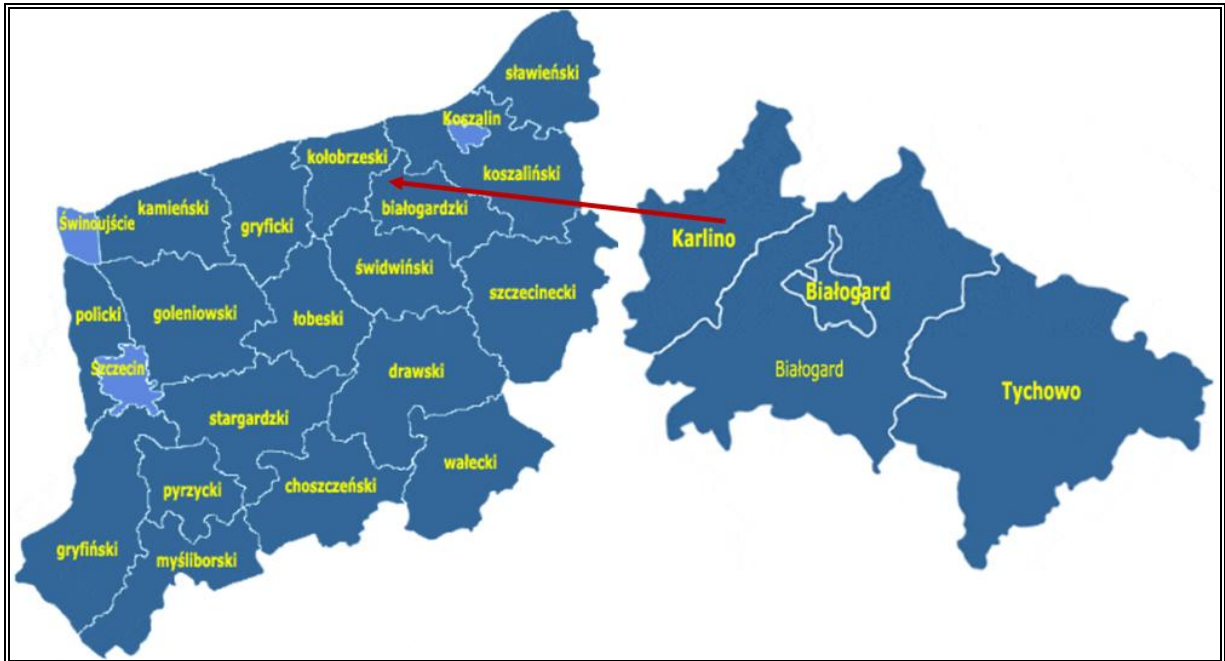 sławieński
Koszalin
kołobrzeski
koszaliński
kamieński
białogardzki
Świnoujście
gryficki
świdwiński
szczecinecki
policki
goleniowski
łobeski
Szczecin
drawski
stargardzki
wałecki
pyrzycki
choszczeński
gryfiński
myśliborski
Karlino
Białogard
Białogard
Tychowo